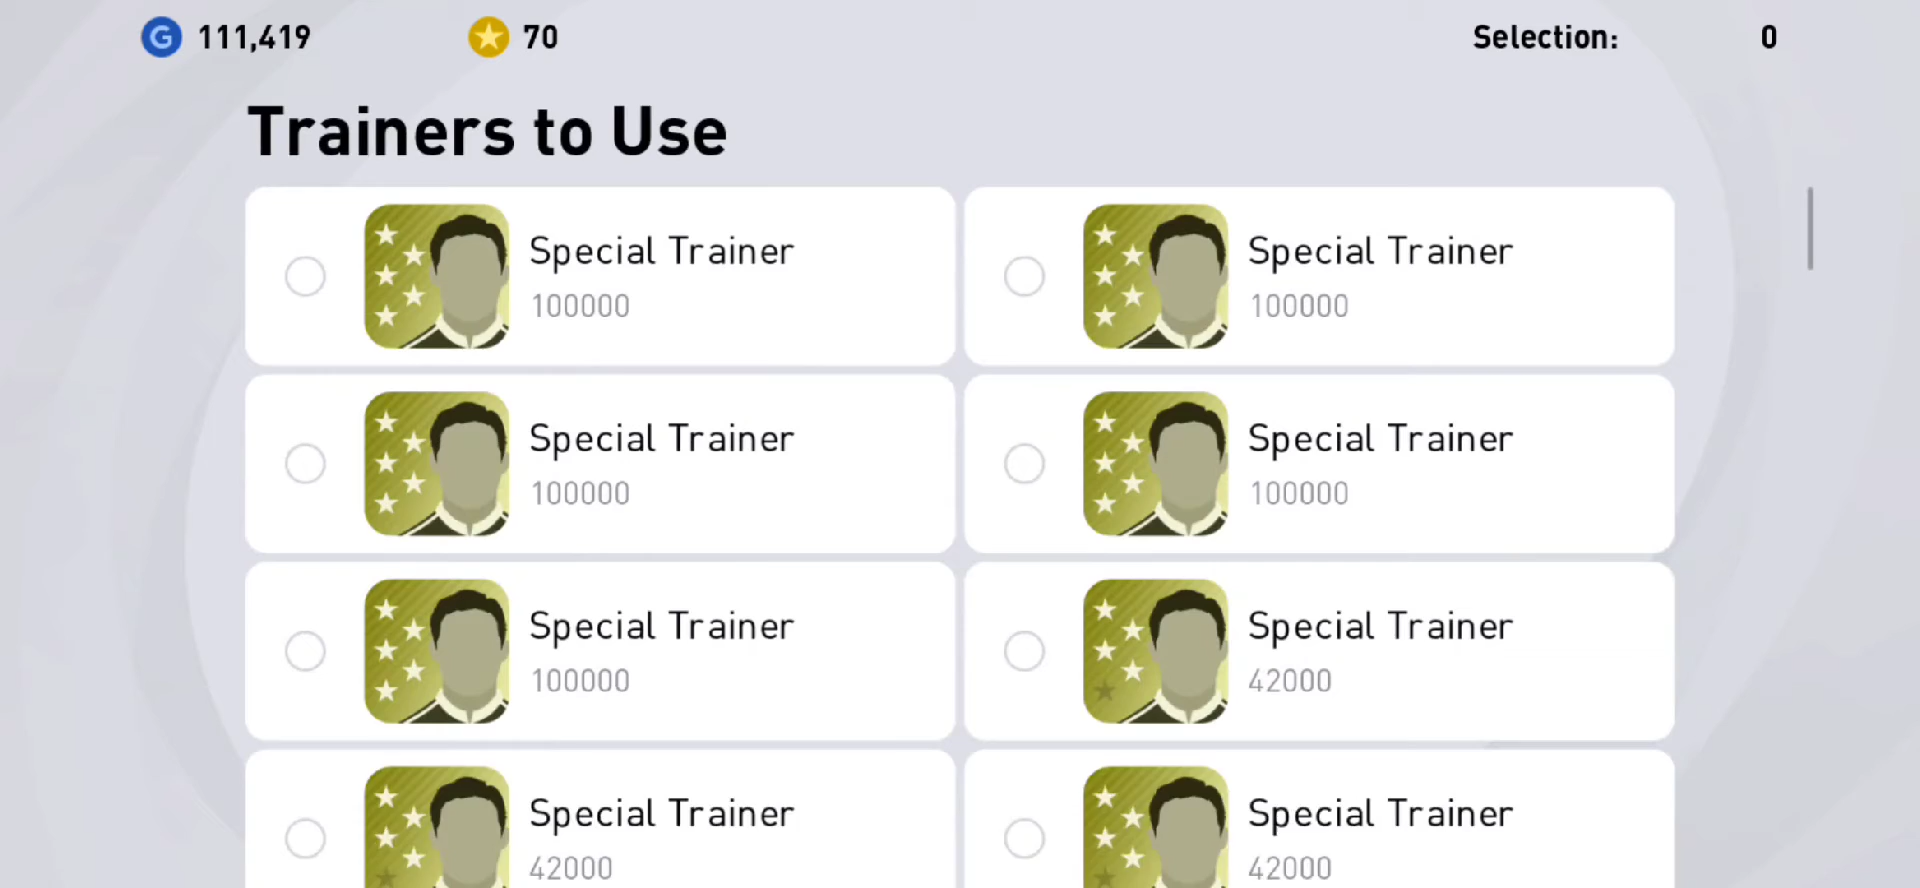 G 111,419 70 Selection: 0
Trainers to Use
Special Trainer Special Trainer
100000 100000
Special Trainer Special Trainer
100000 100000
Special Trainer Special Trainer
100000 42000
Special Trainer Special Trainer
42000 42000